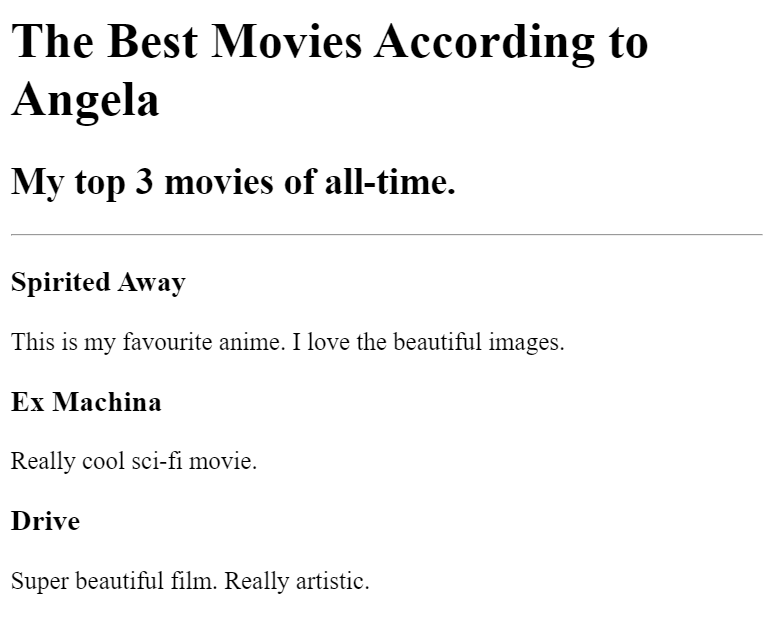 The Best Movies According to
Angela
My top 3 movies of all-time.
Spirited Away
This is my favourite anime. I love the beautiful images.
Ex Machina
Really cool sci-fi movie.
Drive
Super beautiful film. Really artistic.